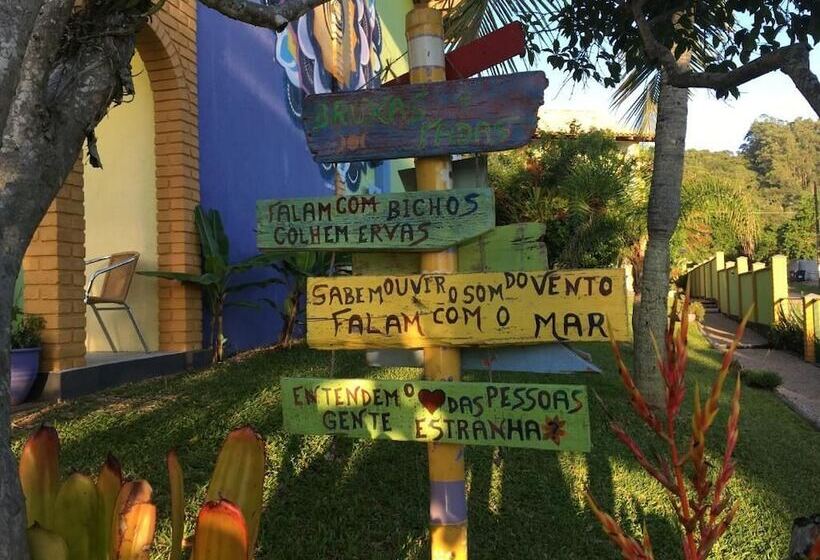 BRUXAS E
FADAS
FALAM COM BICHOS
COLHEM ERVAS
SABEM OUVIR O SOM DO VENTO
FALAM COM O MAR
ENTENDEM O ❤ DAS PESSOAS
GENTE ESTRANHA?